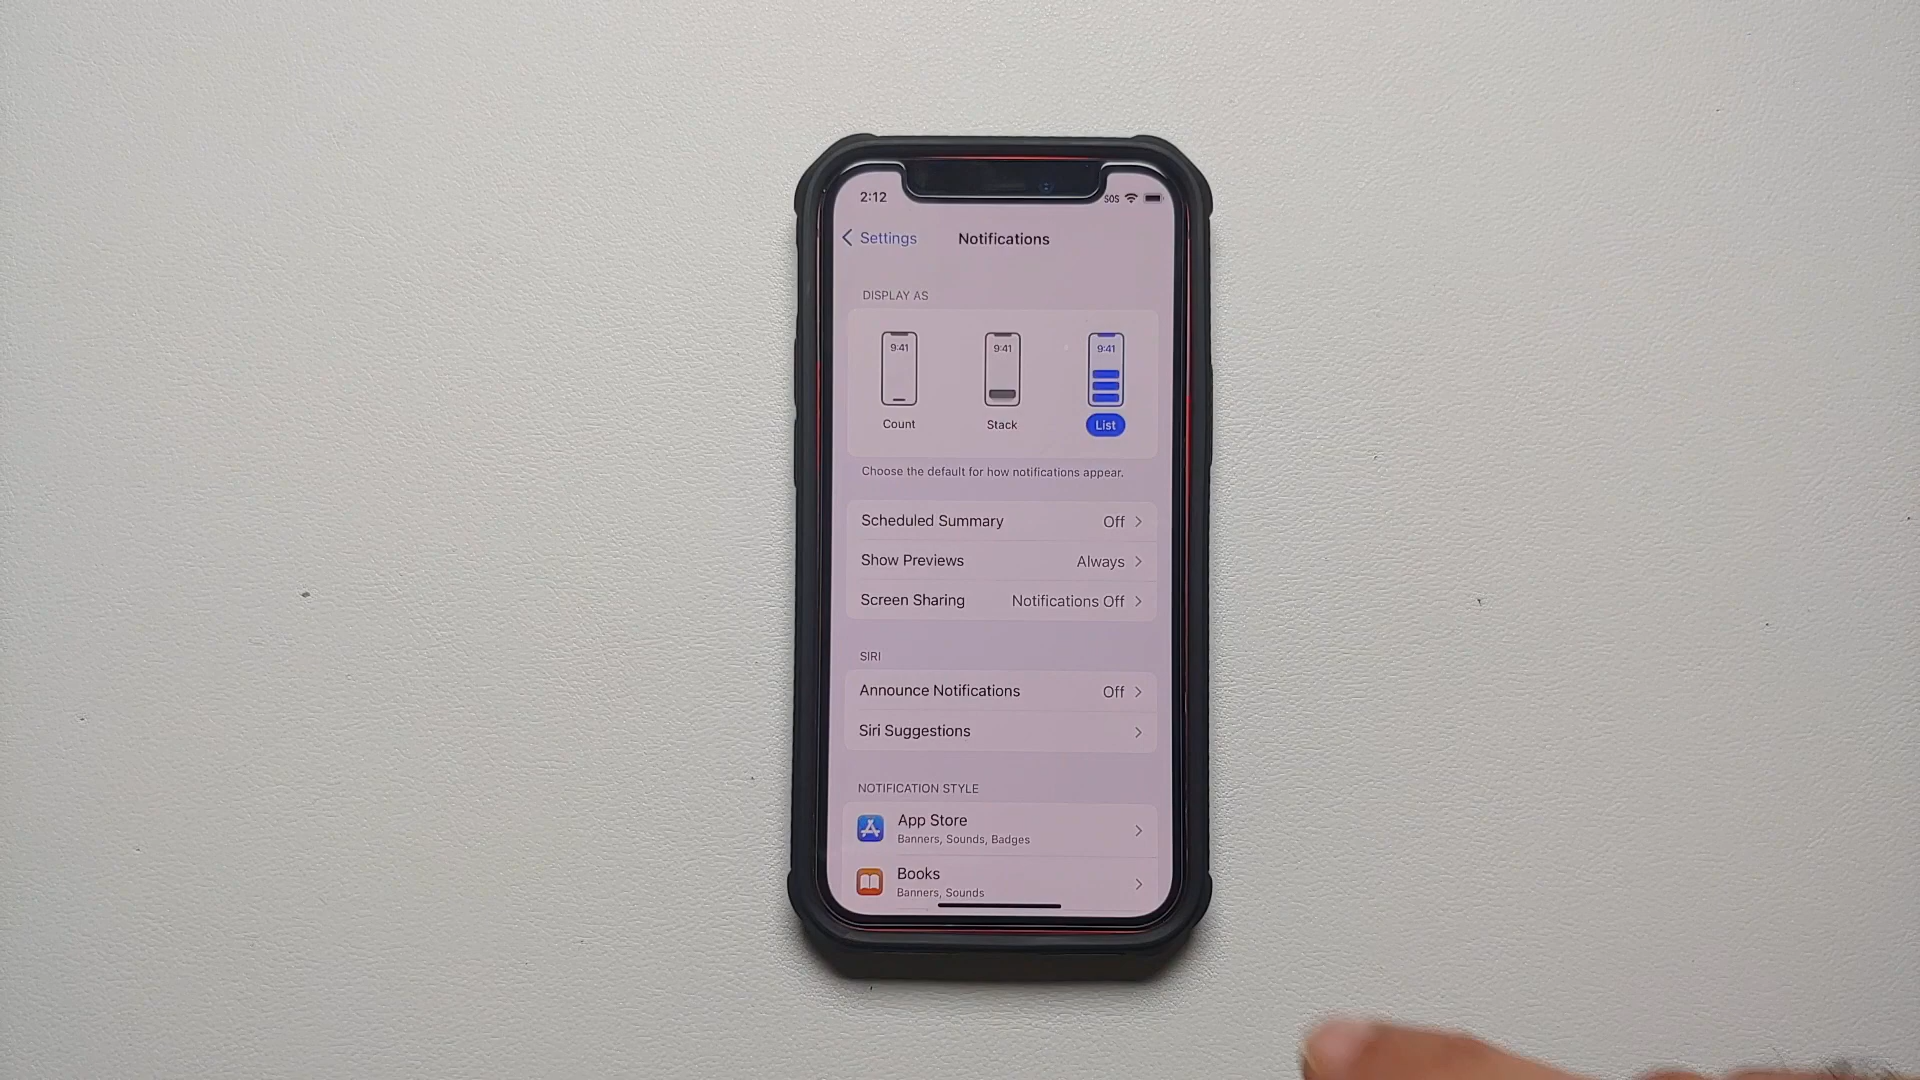 2:12
SOS
Settings
Notifications
DISPLAY AS
9:41
9:41
9:41
Count
Stack
List
Choose the default for how notifications appear.
Scheduled Summary Off
Show Previews Always
Screen Sharing Notifications Off
SIRI
Announce Notifications Off
Siri Suggestions
NOTIFICATION STYLE
App Store
Banners, Sounds, Badges
Books
Banners, Sounds